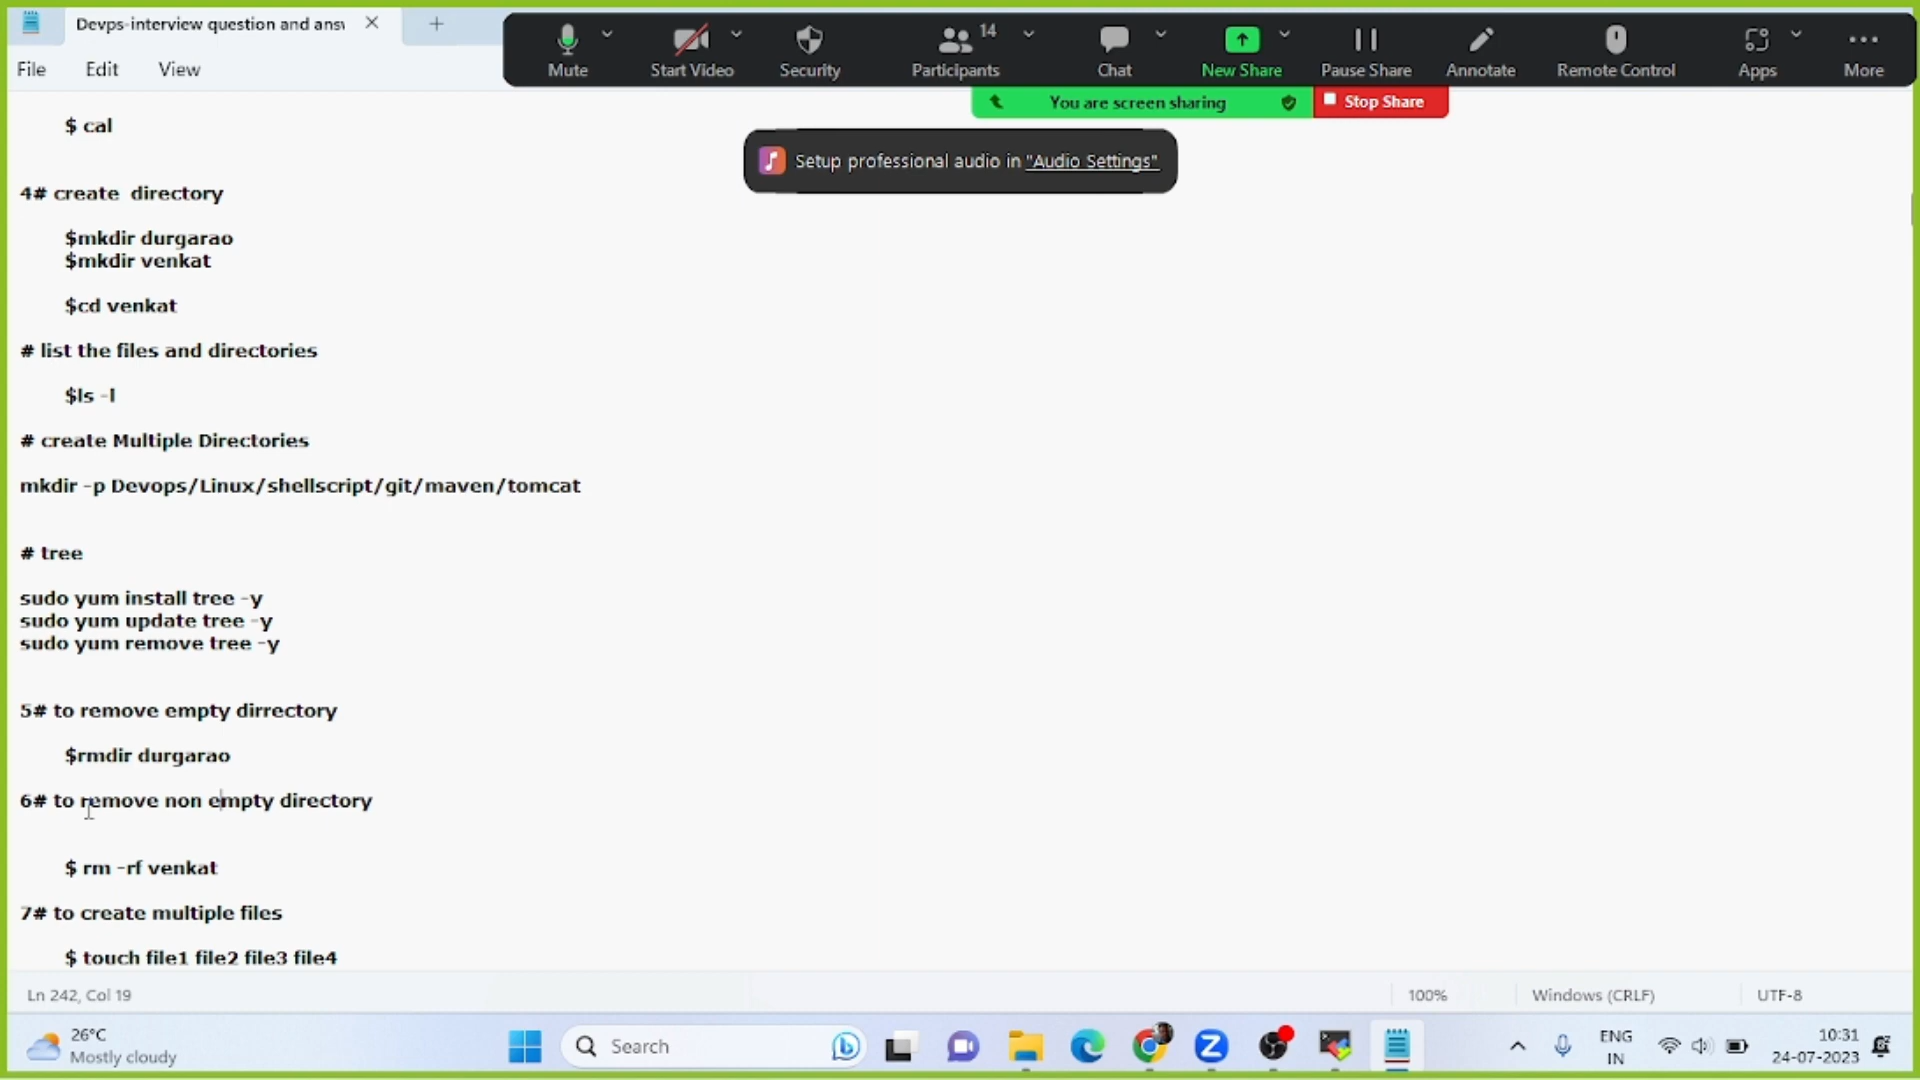 Devps-interview question and ansv
File Edit View
Mute
Start Video
Security
14
Participants
Chat
New Share
Pause Share
Annotate
Remote Control
Apps
More
You are screen sharing
Stop Share
Setup professional audio in "Audio Settings"
$ cal
4# create  directory
$mkdir durgarao
$mkdir venkat
$cd venkat
# list the files and directories
$ls -l
# create Multiple Directories
mkdir -p Devops/Linux/shellscript/git/maven/tomcat
# tree
sudo yum install tree -y
sudo yum update tree -y
sudo yum remove tree -y
5# to remove empty dirrectory
$rmdir durgarao
6# to remove non empty directory
$ rm -rf venkat
7# to create multiple files
$ touch file1 file2 file3 file4
Ln 242, Col 19
100%
Windows (CRLF)
UTF-8
26°C
Mostly cloudy
Search
ENG
IN
10:31
24-07-2023